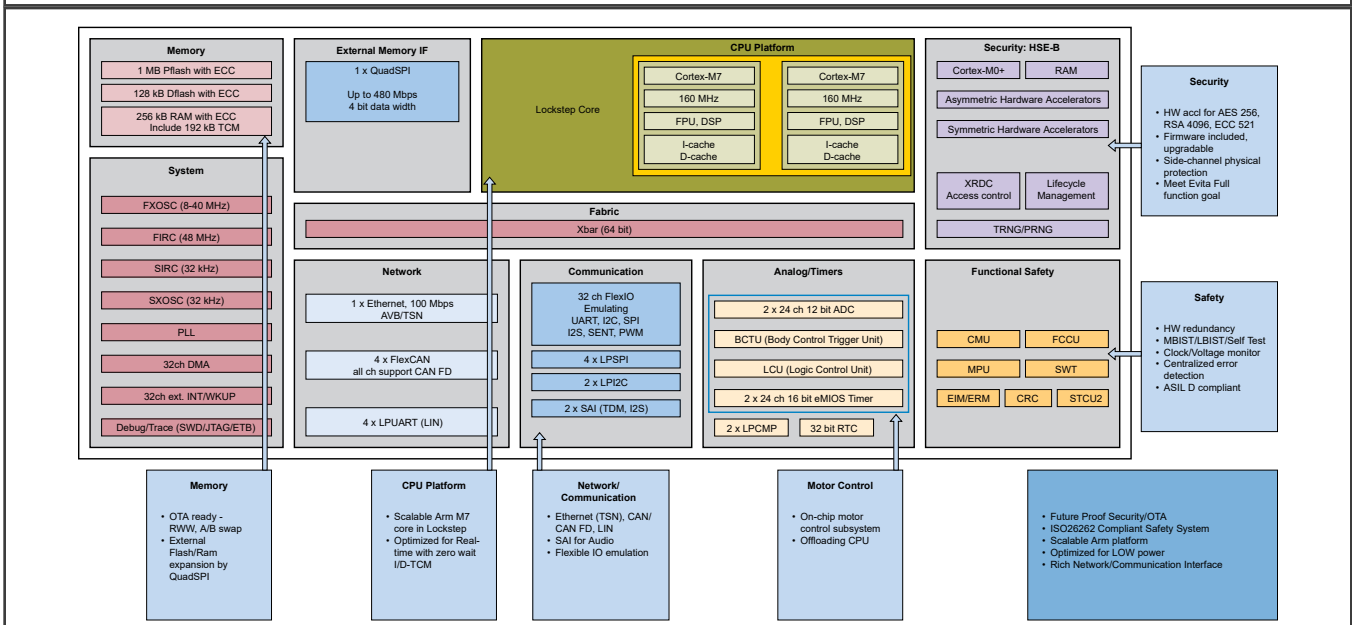 Memory
1 MB Pflash with ECC
128 kB Dflash with ECC
256 kB RAM with ECC
Include 192 kB TCM
System
FXOSC (8-40 MHz)
FIRC (48 MHz)
SIRC (32 kHz)
SXOSC (32 kHz)
PLL
32ch DMA
32ch ext. INT/WKUP
Debug/Trace (SWD/JTAG/ETB)
External Memory IF
1 x QuadSPI
Up to 480 Mbps
4 bit data width
CPU Platform
Lockstep Core
Cortex-M7
160 MHz
FPU, DSP
I-cache
D-cache
Cortex-M7
160 MHz
FPU, DSP
I-cache
D-cache
Security: HSE-B
Cortex-M0+
RAM
Asymmetric Hardware Accelerators
Symmetric Hardware Accelerators
XRDC
Access control
Lifecycle
Management
TRNG/PRNG
Fabric
Xbar (64 bit)
Network
1 x Ethernet, 100 Mbps
AVB/TSN
4 x FlexCAN
all ch support CAN FD
4 x LPUART (LIN)
Communication
32 ch FlexIO
Emulating
UART, I2C, SPI
I2S, SENT, PWM
4 x LPSPI
2 x LPI2C
2 x SAI (TDM, I2S)
Analog/Timers
2 x 24 ch 12 bit ADC
BCTU (Body Control Trigger Unit)
LCU (Logic Control Unit)
2 x 24 ch 16 bit eMIOS Timer
2 x LPCMP
32 bit RTC
Functional Safety
CMU
FCCU
MPU
SWT
EIM/ERM
CRC
STCU2
Security
• HW accl for AES 256,
RSA 4096, ECC 521
• Firmware included,
upgradable
• Side-channel physical
protection
• Meet Evita Full
function goal
Safety
• HW redundancy
• MBIST/LBIST/Self Test
• Clock/Voltage monitor
• Centralized error
detection
• ASIL D compliant
Memory
• OTA ready -
RWW, A/B swap
• External
Flash/Ram
expansion by
QuadSPI
CPU Platform
• Scalable Arm M7
core in Lockstep
• Optimized for Real-
time with zero wait
I/D-TCM
Network/
Communication
• Ethernet (TSN), CAN/
CAN FD, LIN
• SAI for Audio
• Flexible IO emulation
Motor Control
• On-chip motor
control subsystem
• Offloading CPU
• Future Proof Security/OTA
• ISO26262 Compliant Safety System
• Scalable Arm platform
• Optimized for LOW power
• Rich Network/Communication Interface